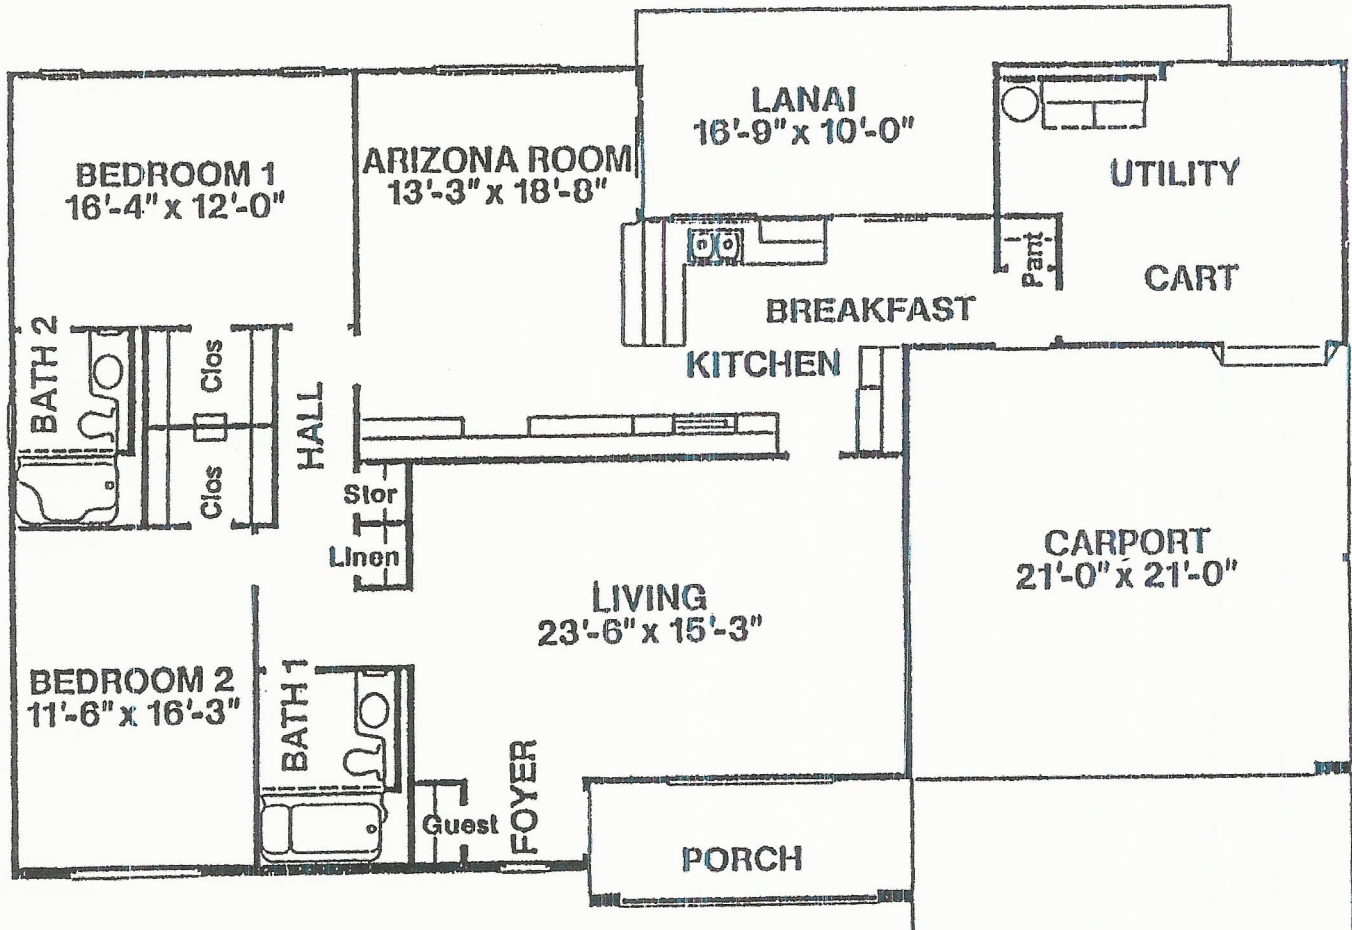 LANAI
16'-9" x 10'-0"
BEDROOM 1
16'-4" x 12'-0"
ARIZONA ROOM
13'-3" x 18'-8"
UTILITY
Pant
CART
BREAKFAST
KITCHEN
BATH 2
Clos
HALL
Clos
Stor
Linen
CARPORT
21'-0" x 21'-0"
LIVING
23'-6" x 15'-3"
BEDROOM 2
11'-6" x 16'-3"
BATH 1
Guest
FOYER
PORCH